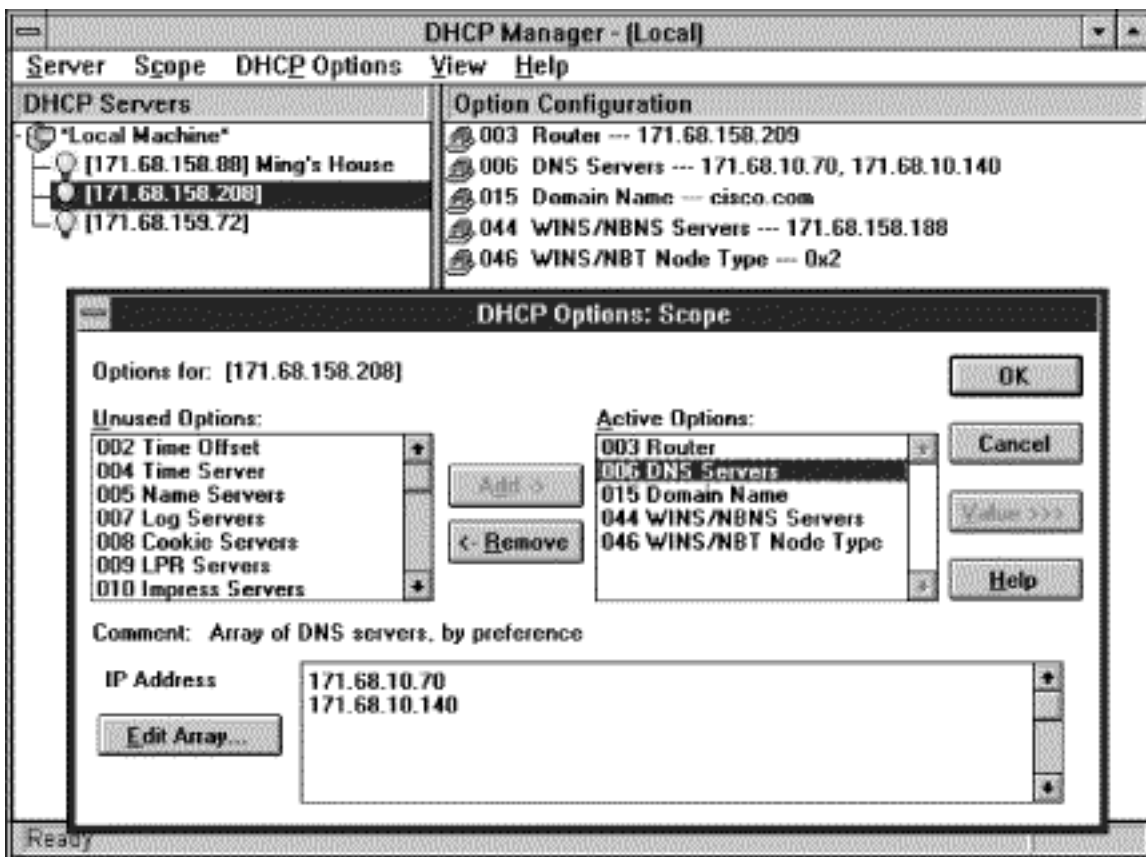 DHCP Manager - (Local)
Server Scope DHCP Options View Help
DHCP Servers
*Local Machine*
[171.68.158.88] Ming's House
[171.68.158.208]
[171.68.159.72]
Option Configuration
003 Router --- 171.68.158.209
006 DNS Servers --- 171.68.10.70, 171.68.10.140
015 Domain Name --- cisco.com
044 WINS/NBNS Servers --- 171.68.158.188
046 WINS/NBT Node Type --- 0x2
DHCP Options: Scope
Options for: [171.68.158.208]
OK
Unused Options:
002 Time Offset
004 Time Server
005 Name Servers
007 Log Servers
008 Cookie Servers
009 LPR Servers
010 Impress Servers
Add ->
<- Remove
Active Options:
003 Router
006 DNS Servers
015 Domain Name
044 WINS/NBNS Servers
046 WINS/NBT Node Type
Cancel
Value >>>
Help
Comment: Array of DNS servers, by preference
IP Address
171.68.10.70
171.68.10.140
Edit Array...
Ready